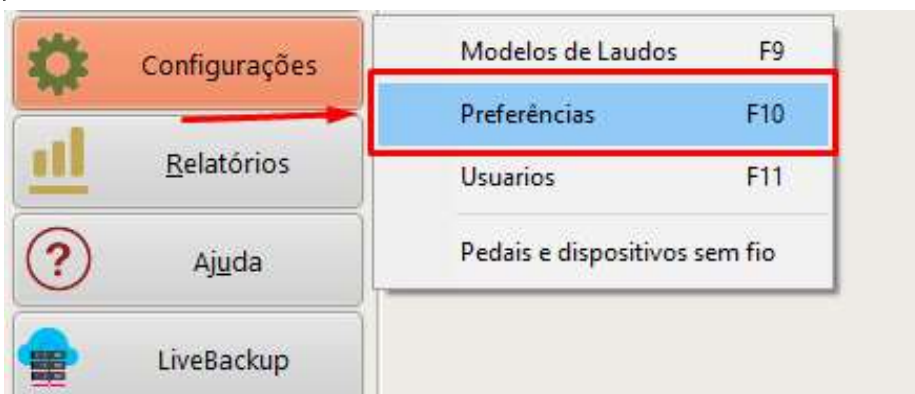 Configurações
Relatórios
Ajuda
LiveBackup
Modelos de Laudos F9
Preferências F10
Usuarios F11
Pedais e dispositivos sem fio